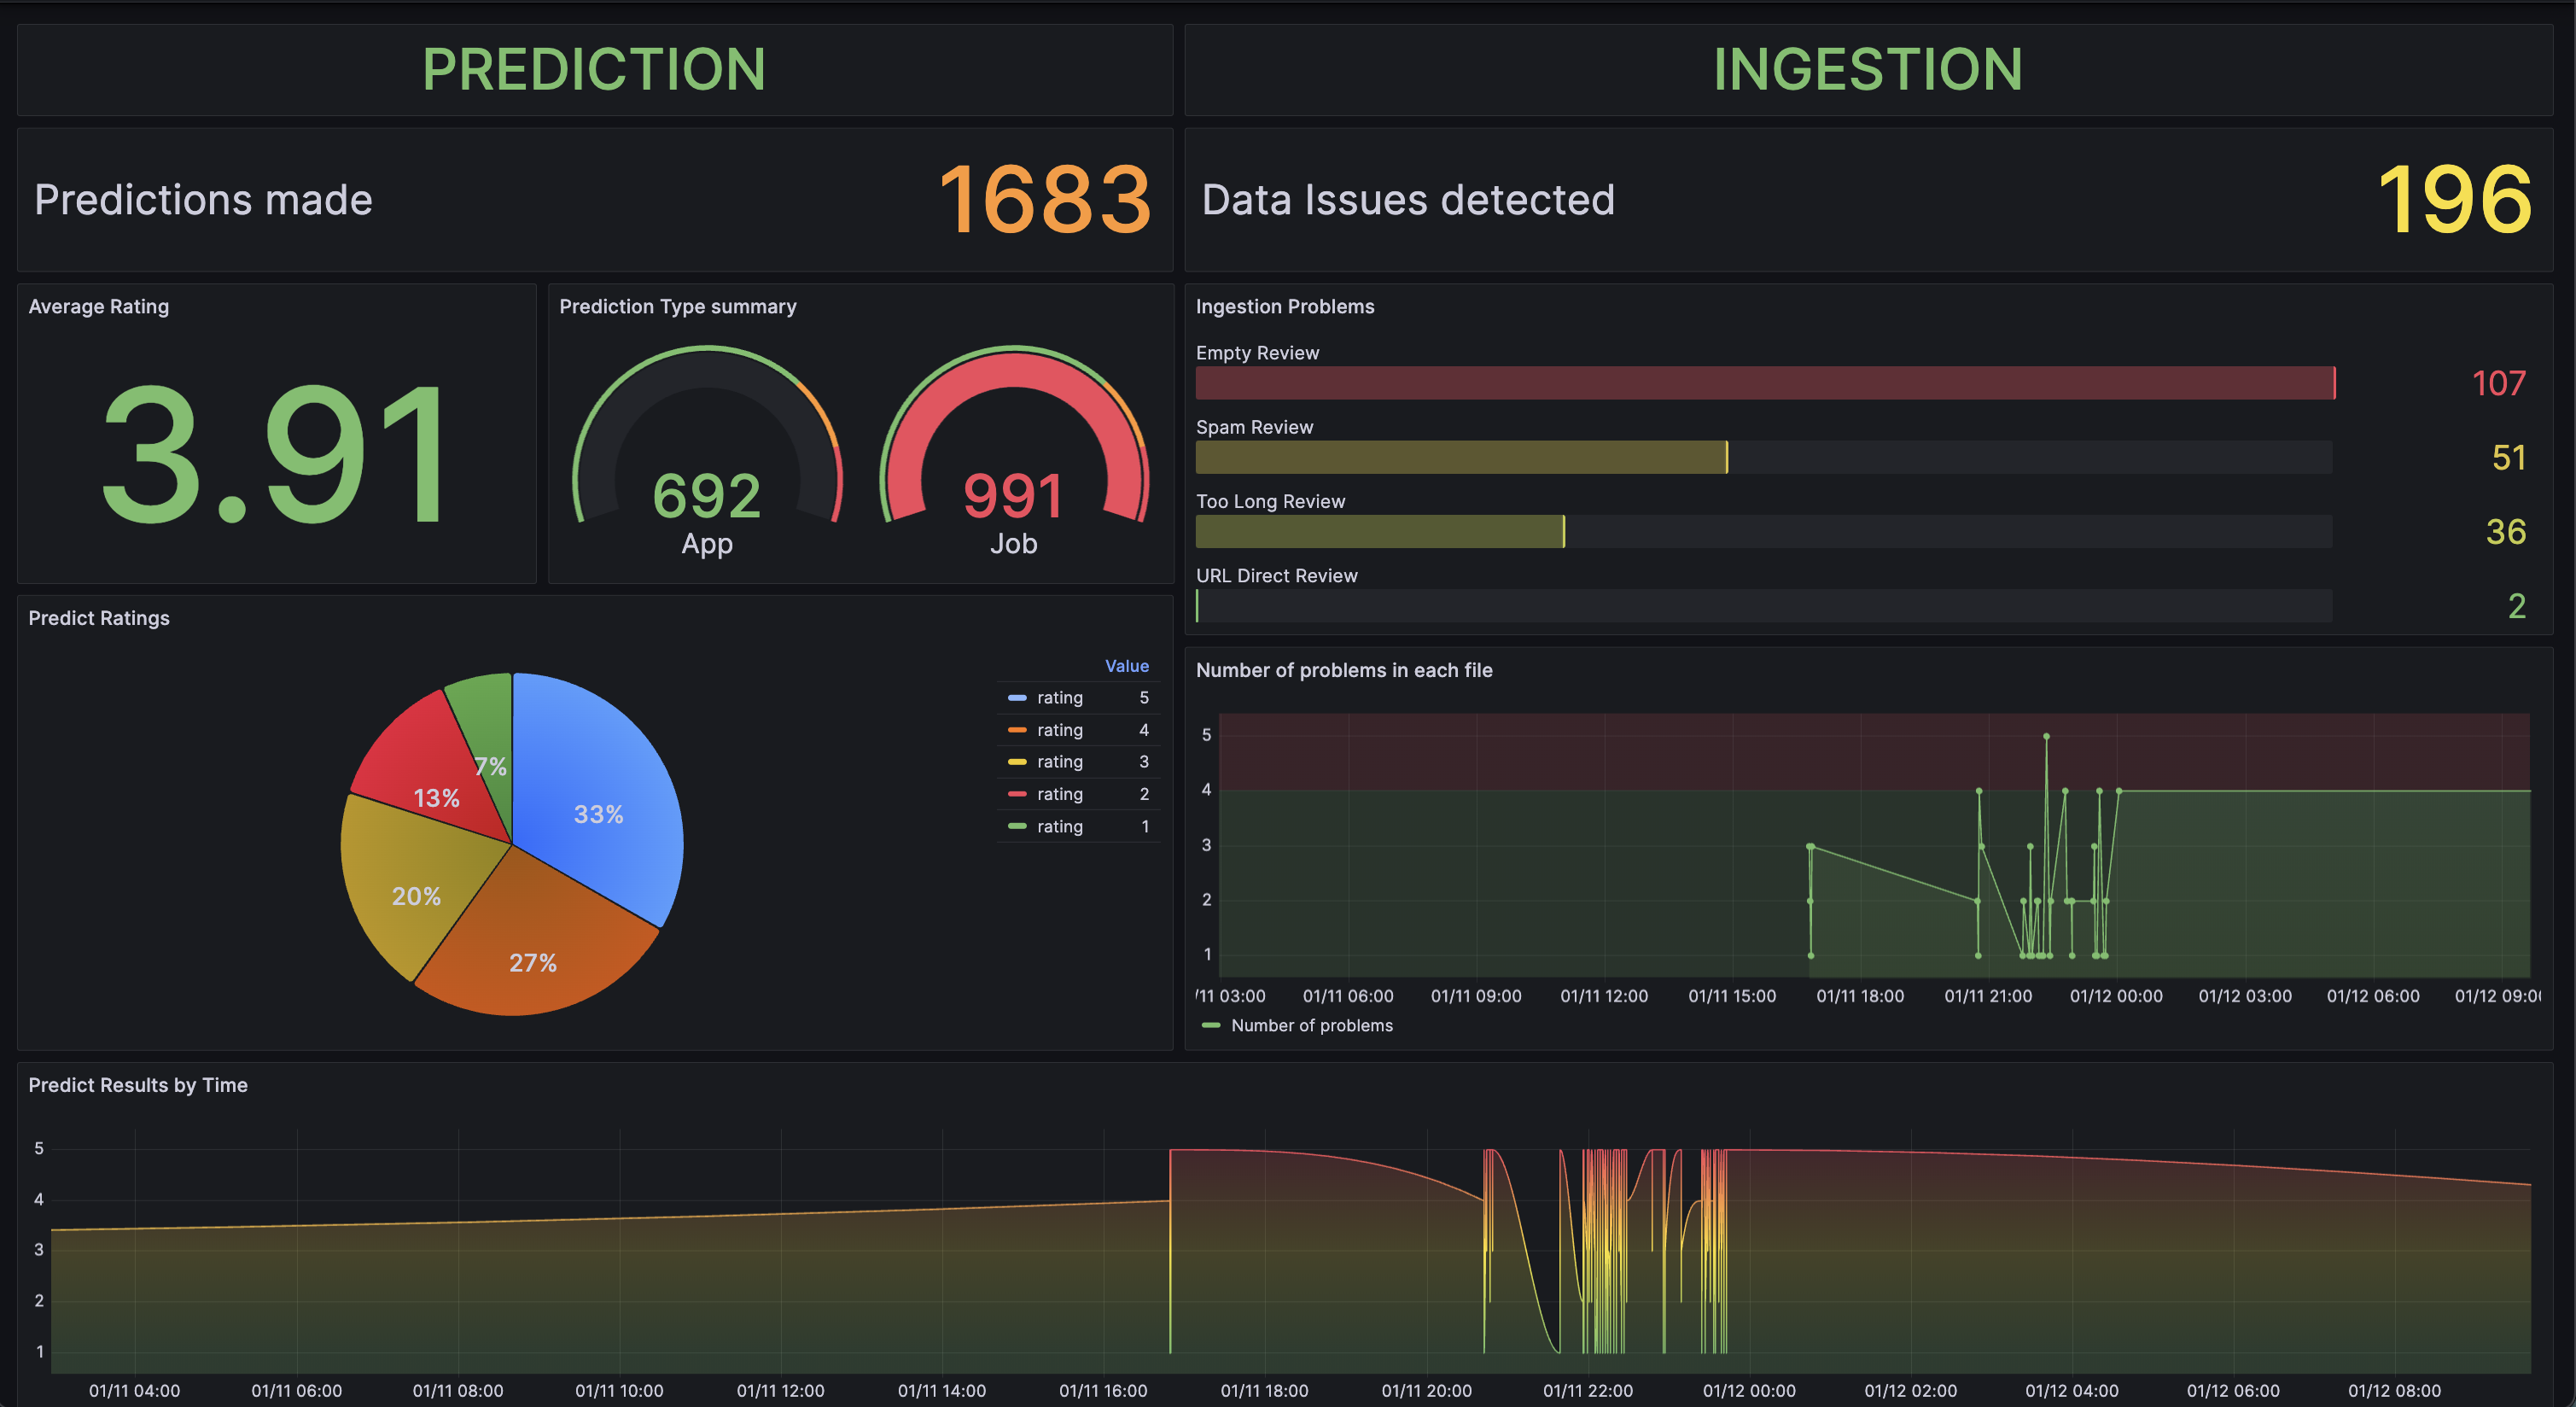 PREDICTION
INGESTION
Predictions made 1683
Data Issues detected 196
Average Rating
3.91
Prediction Type summary
692 991
App Job
Ingestion Problems
Empty Review
107
Spam Review
51
Too Long Review
36
URL Direct Review
2
Predict Ratings
33%
27%
20%
13%
7%
Value
rating 5
rating 4
rating 3
rating 2
rating 1
Number of problems in each file
5
4
3
2
1
/11 03:00 01/11 06:00 01/11 09:00 01/11 12:00 01/11 15:00 01/11 18:00 01/11 21:00 01/12 00:00 01/12 03:00 01/12 06:00 01/12 09:0
Number of problems
Predict Results by Time
5
4
3
2
1
01/11 04:00 01/11 06:00 01/11 08:00 01/11 10:00 01/11 12:00 01/11 14:00 01/11 16:00 01/11 18:00 01/11 20:00 01/11 22:00 01/12 00:00 01/12 02:00 01/12 04:00 01/12 06:00 01/12 08:00